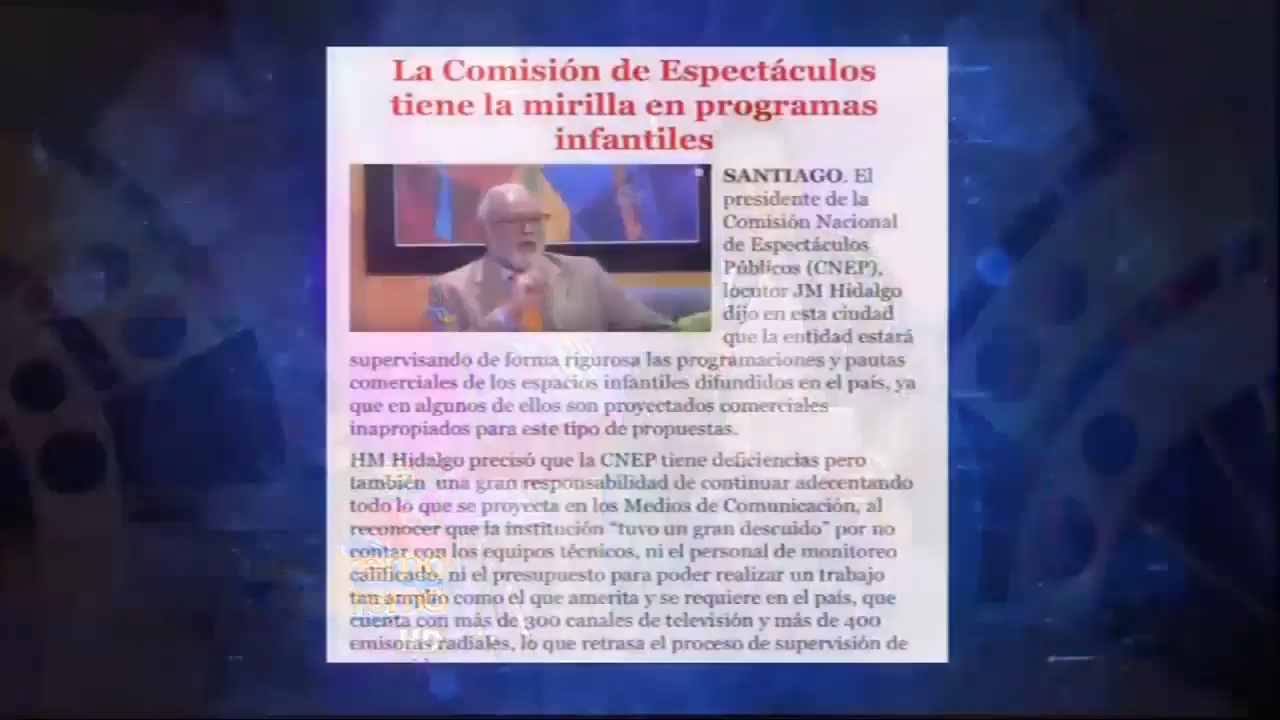 La Comisión de Espectáculos
tiene la mirilla en programas
infantiles
SANTIAGO. El
presidente de la
Comisión Nacional
de Espectáculos
Públicos (CNEP),
locutor JM Hidalgo
dijo en esta ciudad
que la entidad estará
supervisando de forma rigurosa las programaciones y pautas
comerciales de los espacios infantiles difundidos en el país, ya
que en algunos de ellos son proyectados comerciales
inapropiados para este tipo de propuestas.
HM Hidalgo precisó que la CNEP tiene deficiencias pero
también una gran responsabilidad de continuar adecentando
todo lo que se proyecta en los Medios de Comunicación, al
reconocer que la institución "tuvo un gran descuido" por no
contar con los equipos técnicos, ni el personal de monitoreo
calificado, ni el presupuesto para poder realizar un trabajo
tan amplio como el que amerita y se requiere en el país, que
cuenta con más de 300 canales de televisión y más de 400
emisoras radiales, lo que retrasa el proceso de supervisión de
HD